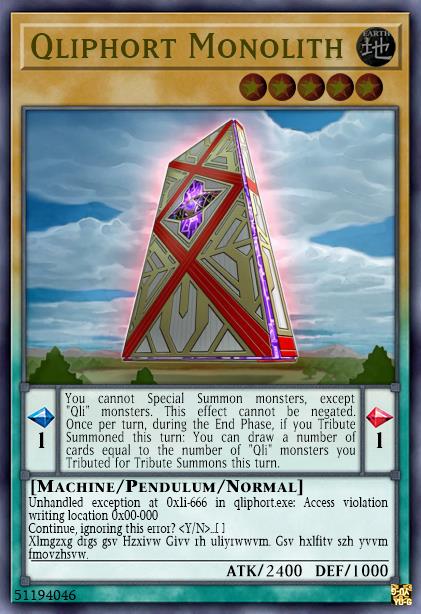 QLIPHORT MONOLITH
EARTH
地
You cannot Special Summon monsters, except
"Qli" monsters. This effect cannot be negated.
Once per turn, during the End Phase, if you Tribute
Summoned this turn: You can draw a number of
cards equal to the number of "Qli" monsters you
Tributed for Tribute Summons this turn.
1
1
[MACHINE/PENDULUM/NORMAL]
Unhandled exception at 0xli-666 in qliphort.exe: Access violation
writing location 0x00-000
Continue, ignoring this error? <Y/N>_[ ]
Xlmgzxg drgs gsv Hzxivw Givv rh uliyrwwvm. Gsv hxlfitv szh yvvm
fmovzhsvw.
ATK/2400 DEF/1000
51194046